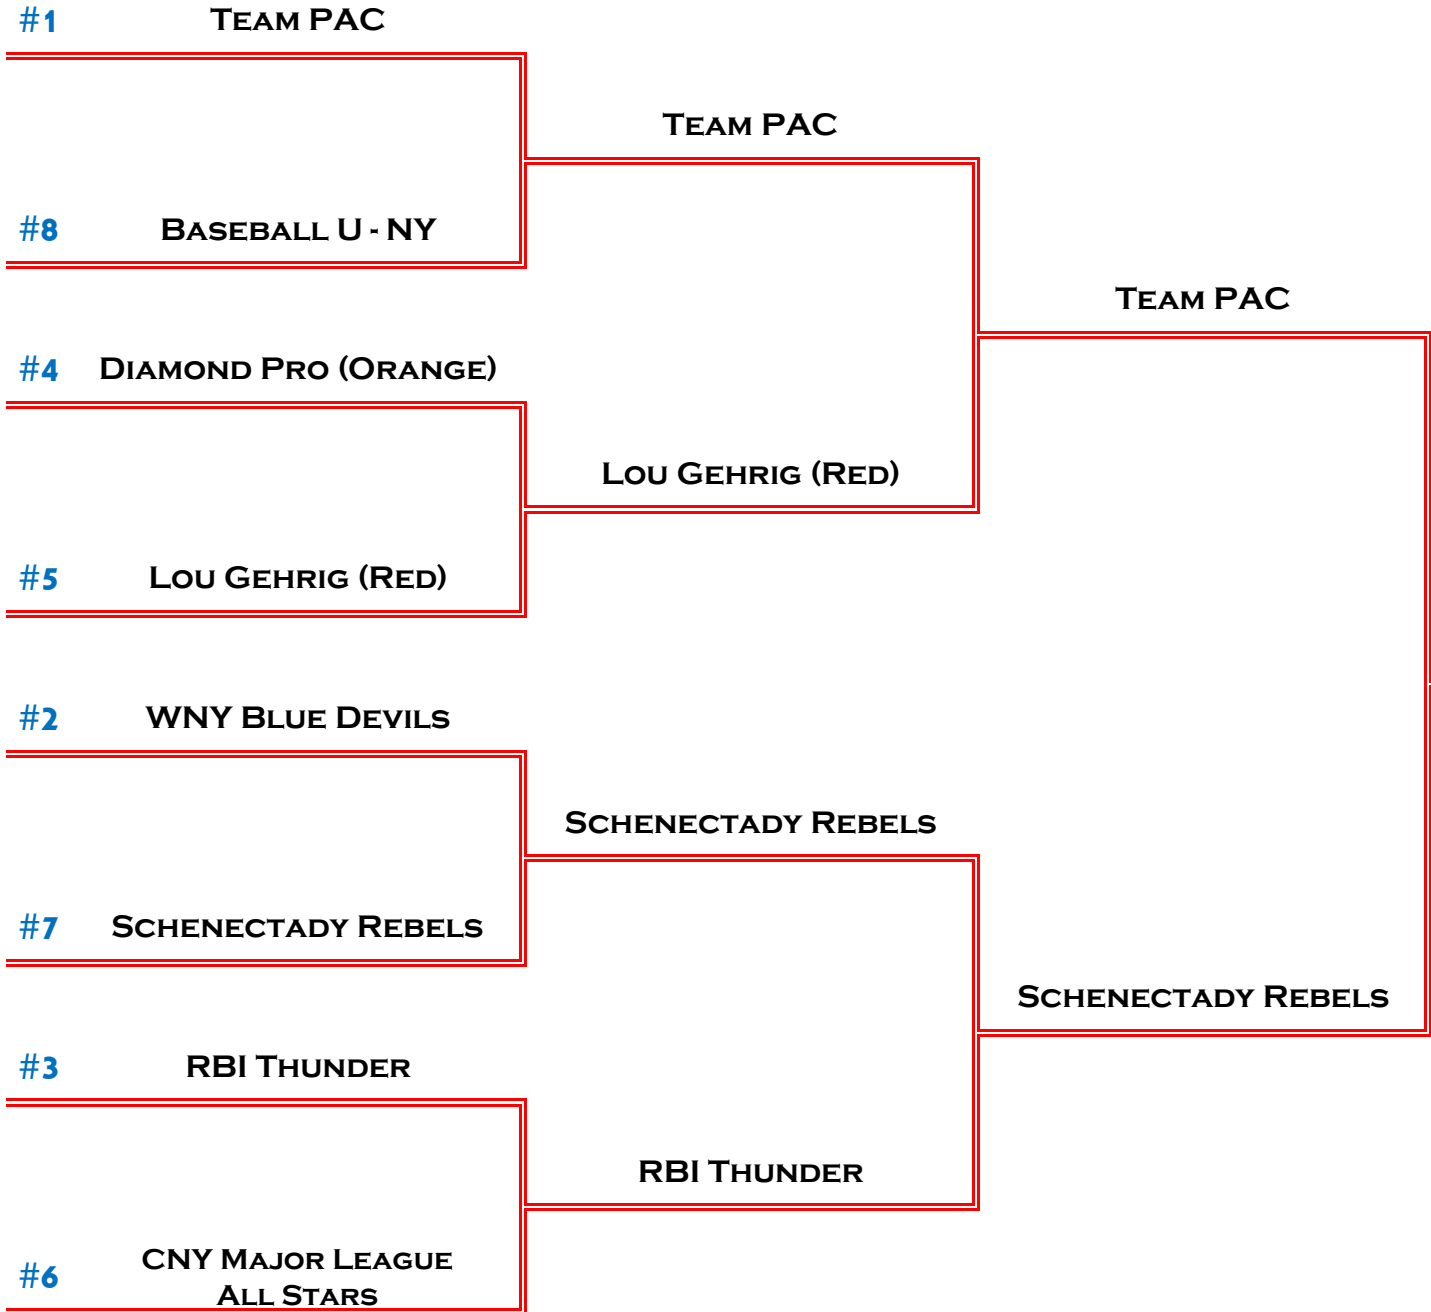 #1 Team PAC
Team PAC
#8 Baseball U - NY
Team PAC
#4 Diamond Pro (Orange)
Lou Gehrig (Red)
#5 Lou Gehrig (Red)
#2 WNY Blue Devils
Schenectady Rebels
#7 Schenectady Rebels
Schenectady Rebels
#3 RBI Thunder
RBI Thunder
#6 CNY Major League
All Stars